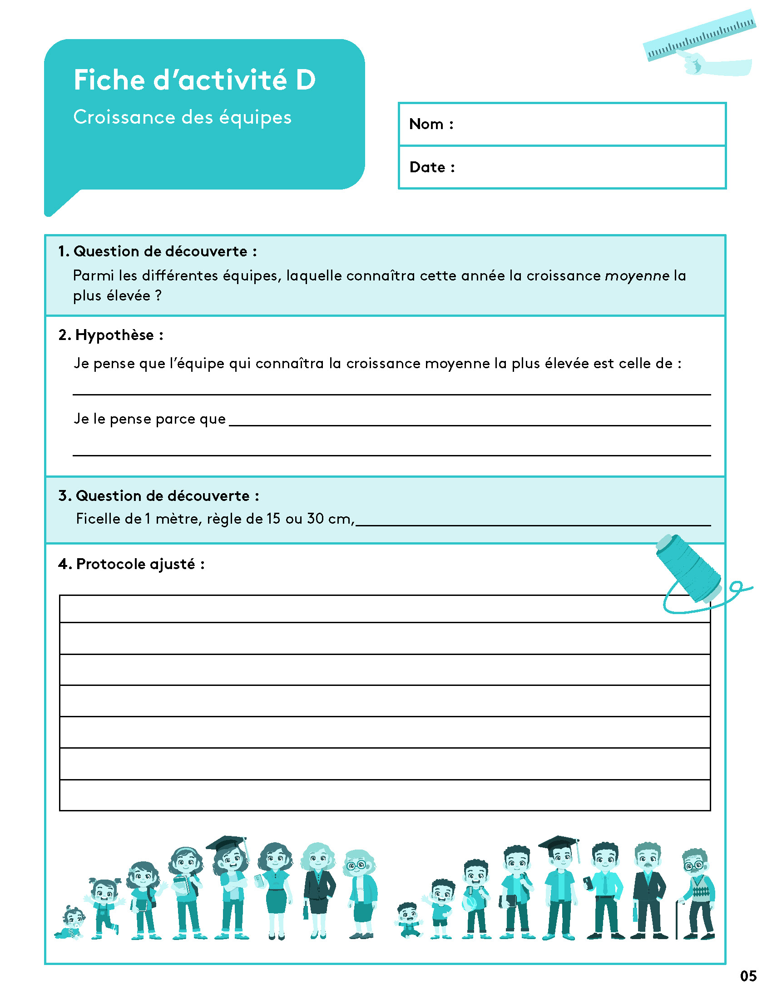 Fiche d’activité D
Croissance des équipes
Nom :
Date :
1. Question de découverte :
Parmi les différentes équipes, laquelle connaîtra cette année la croissance moyenne la
plus élevée ?
2. Hypothèse :
Je pense que l’équipe qui connaîtra la croissance moyenne la plus élevée est celle de :
Je le pense parce que
3. Question de découverte :
Ficelle de 1 mètre, règle de 15 ou 30 cm,
4. Protocole ajusté :
05